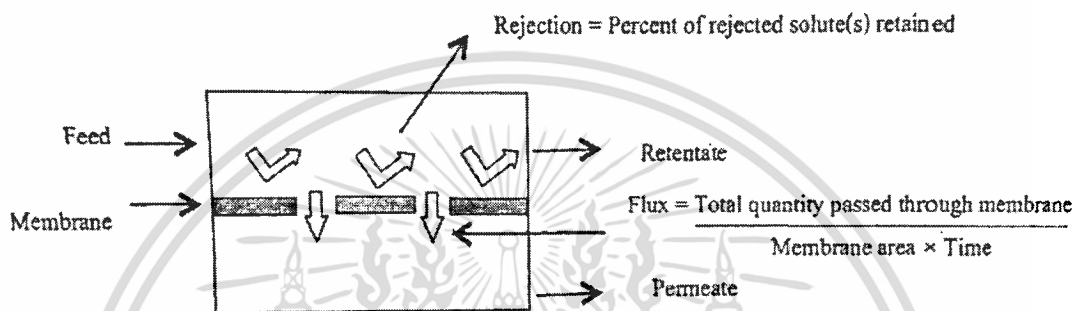 Rejection = Percent of rejected solute(s) retained
Feed
Retentate
Membrane
Flux = Total quantity passed through membrane
Membrane area × Time
Permeate